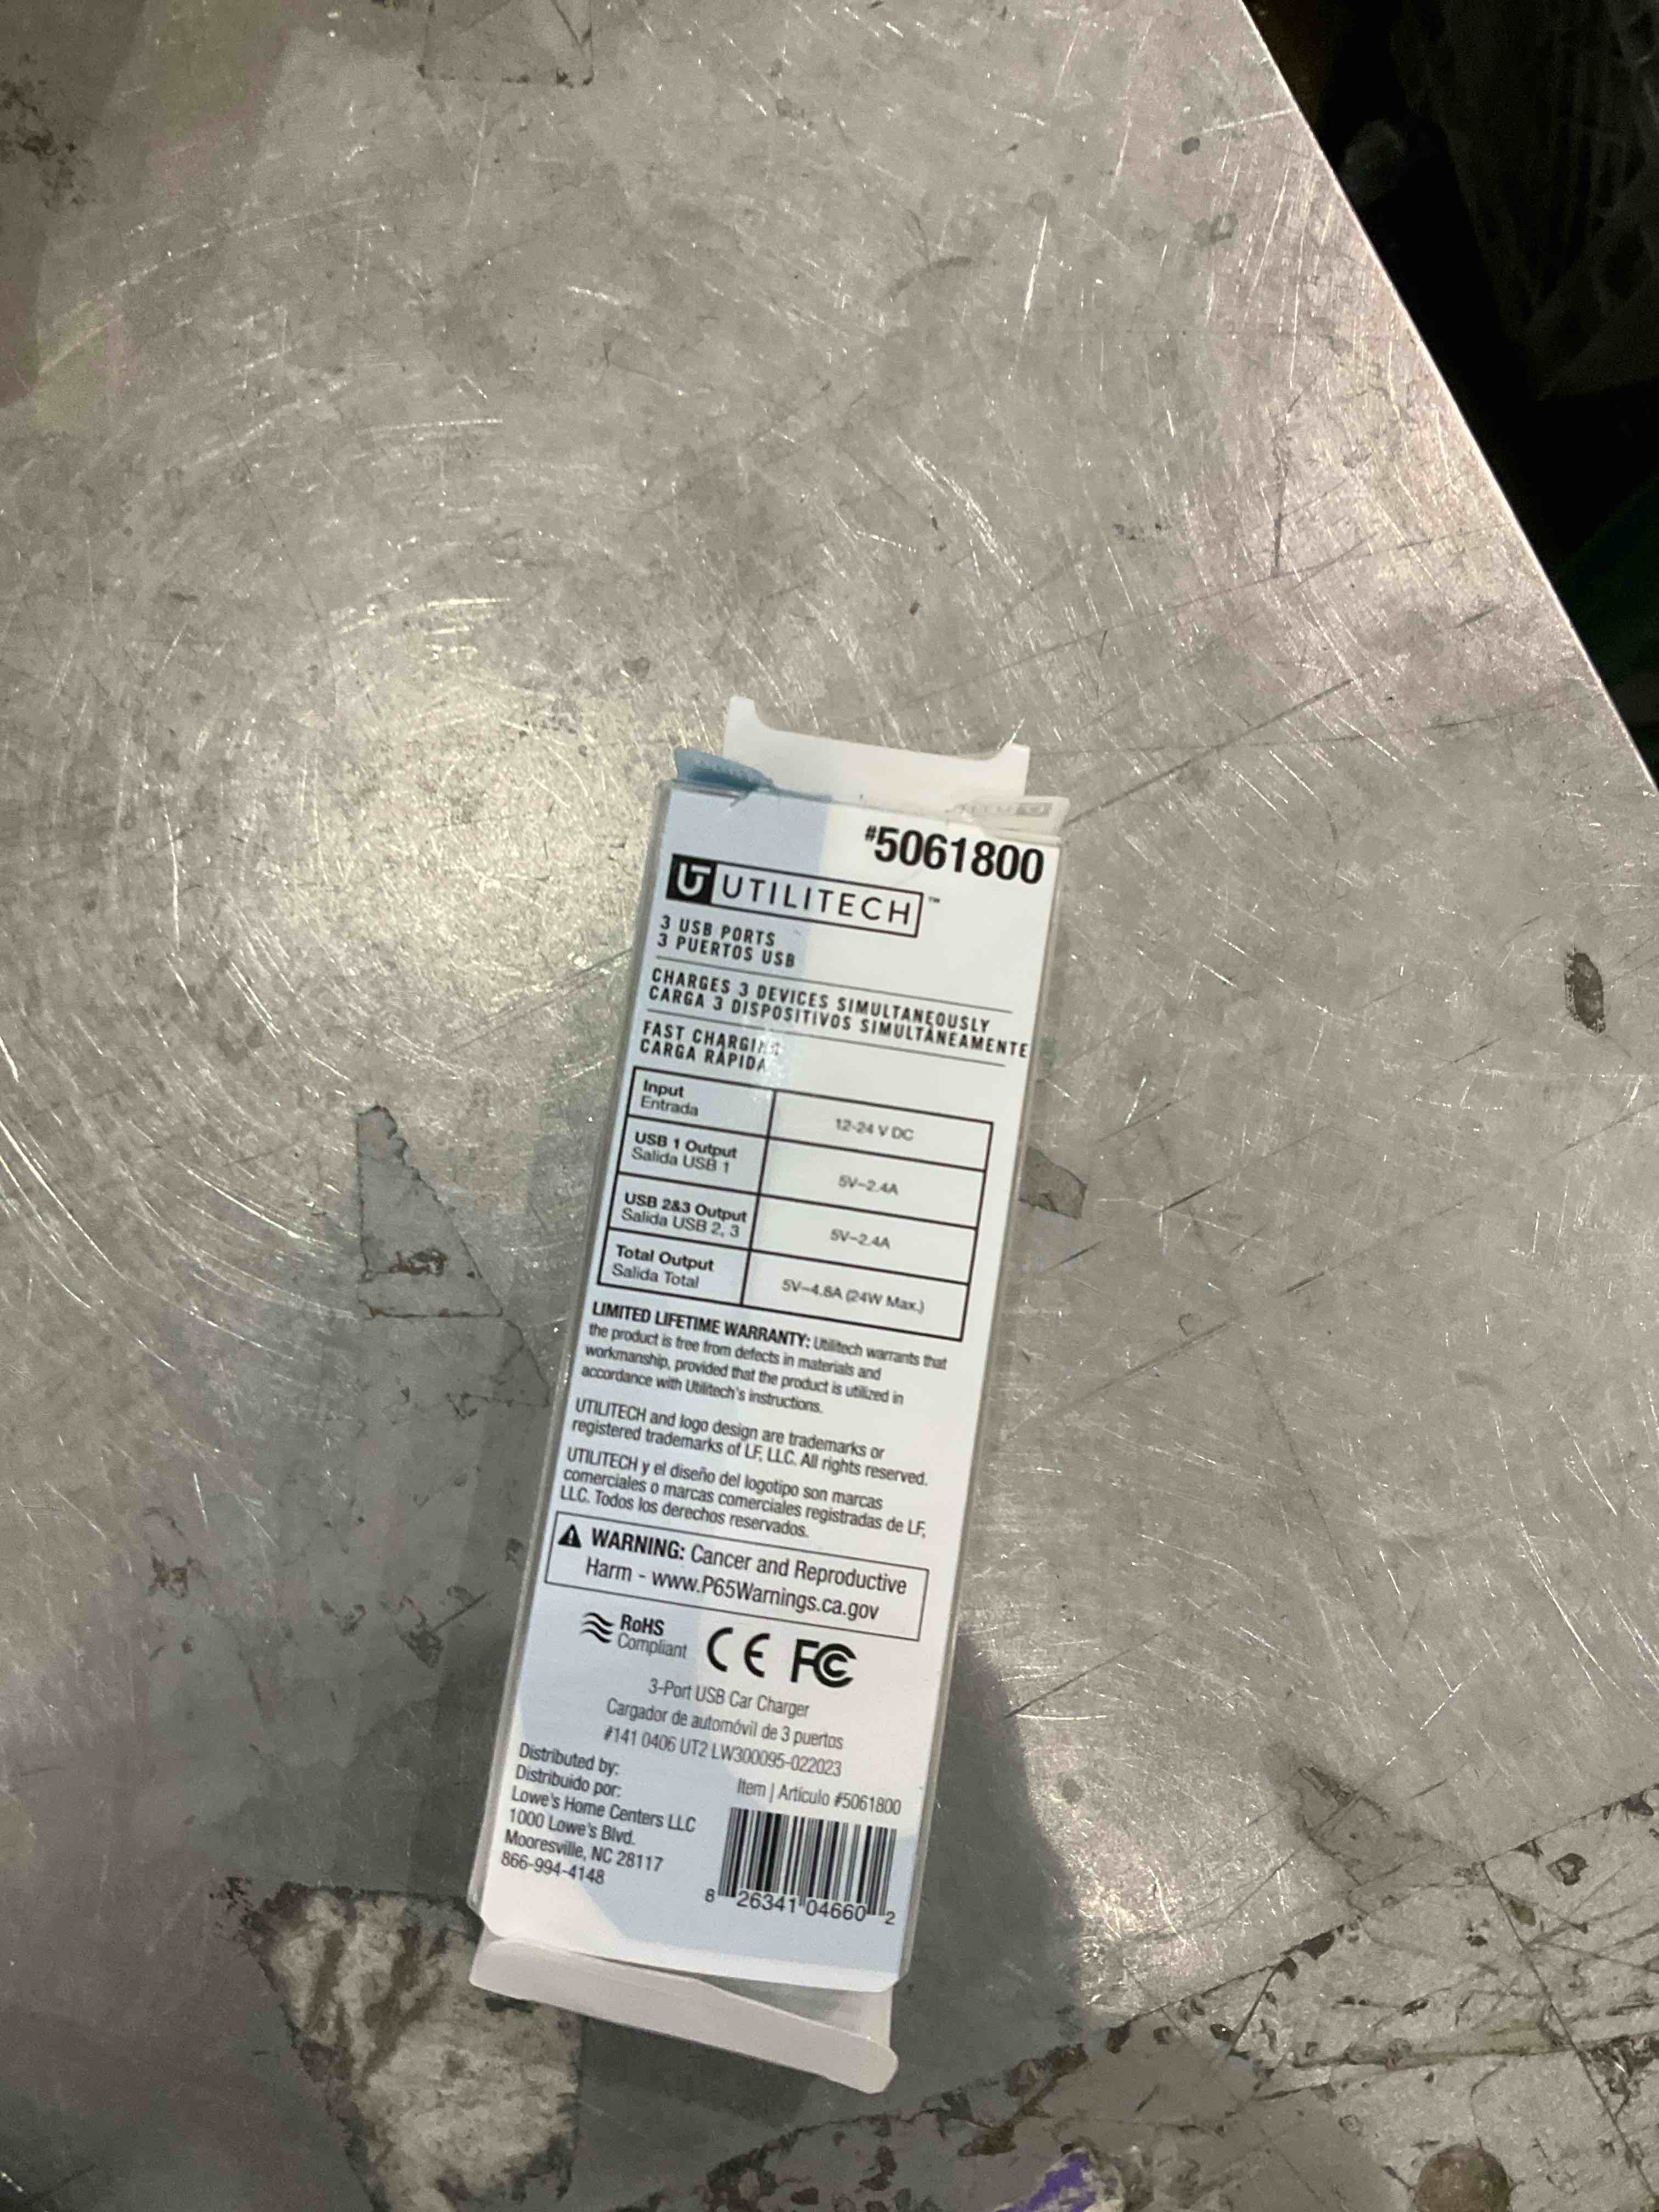 #5061800
UT UTILITECH™
3 USB PORTS
3 PUERTOS USB
CHARGES 3 DEVICES SIMULTANEOUSLY
CARGA 3 DISPOSITIVOS SIMULTÁNEAMENTE
FAST CHARGING
CARGA RÁPIDA
Input
Entrada
12-24 V DC
USB 1 Output
Salida USB 1
5V⎓2.4A
USB 2&3 Output
Salida USB 2, 3
5V⎓2.4A
Total Output
Salida Total
5V⎓4.8A (24W Max.)
LIMITED LIFETIME WARRANTY: Utilitech warrants that
the product is free from defects in materials and
workmanship, provided that the product is utilized in
accordance with Utilitech's instructions.
UTILITECH and logo design are trademarks or
registered trademarks of LF, LLC. All rights reserved.
UTILITECH y el diseño del logotipo son marcas
comerciales o marcas comerciales registradas de LF,
LLC. Todos los derechos reservados.
WARNING: Cancer and Reproductive
Harm - www.P65Warnings.ca.gov
RoHS
Compliant
CE FC
3-Port USB Car Charger
Cargador de automóvil de 3 puertos
#141 0406 UT2 LW300095-022023
Item | Artículo #5061800
Distributed by:
Distribuido por:
Lowe's Home Centers LLC
1000 Lowe's Blvd.
Mooresville, NC 28117
866-994-4148
8 26341 04660 2